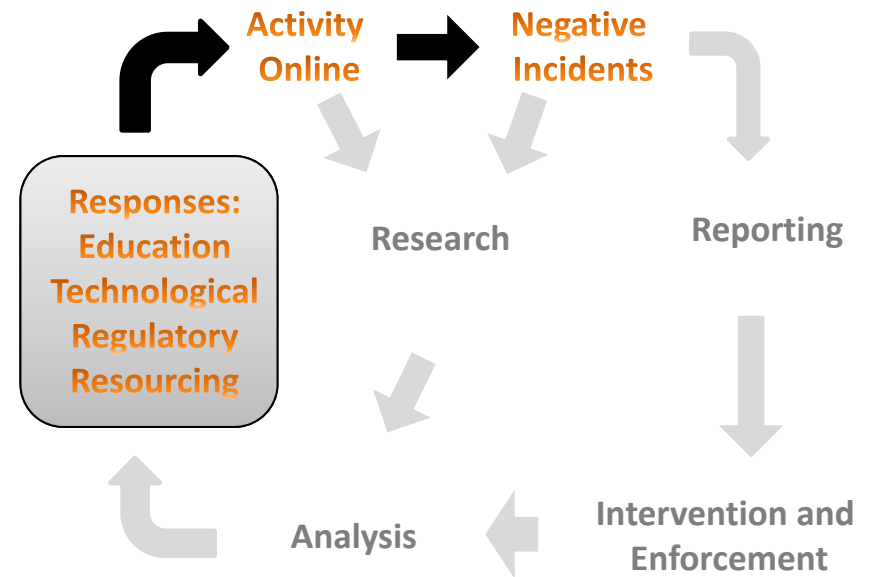 Activity
Online
Negative
Incidents
Responses:
Education
Technological
Regulatory
Resourcing
Research
Reporting
Analysis
Intervention and
Enforcement